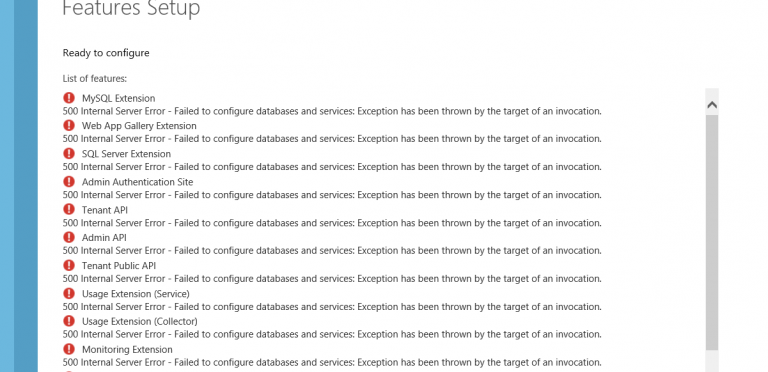 Features Setup
Ready to configure
List of features:
MySQL Extension
500 Internal Server Error - Failed to configure databases and services: Exception has been thrown by the target of an invocation.
Web App Gallery Extension
500 Internal Server Error - Failed to configure databases and services: Exception has been thrown by the target of an invocation.
SQL Server Extension
500 Internal Server Error - Failed to configure databases and services: Exception has been thrown by the target of an invocation.
Admin Authentication Site
500 Internal Server Error - Failed to configure databases and services: Exception has been thrown by the target of an invocation.
Tenant API
500 Internal Server Error - Failed to configure databases and services: Exception has been thrown by the target of an invocation.
Admin API
500 Internal Server Error - Failed to configure databases and services: Exception has been thrown by the target of an invocation.
Tenant Public API
500 Internal Server Error - Failed to configure databases and services: Exception has been thrown by the target of an invocation.
Usage Extension (Service)
500 Internal Server Error - Failed to configure databases and services: Exception has been thrown by the target of an invocation.
Usage Extension (Collector)
500 Internal Server Error - Failed to configure databases and services: Exception has been thrown by the target of an invocation.
Monitoring Extension
500 Internal Server Error - Failed to configure databases and services: Exception has been thrown by the target of an invocation.